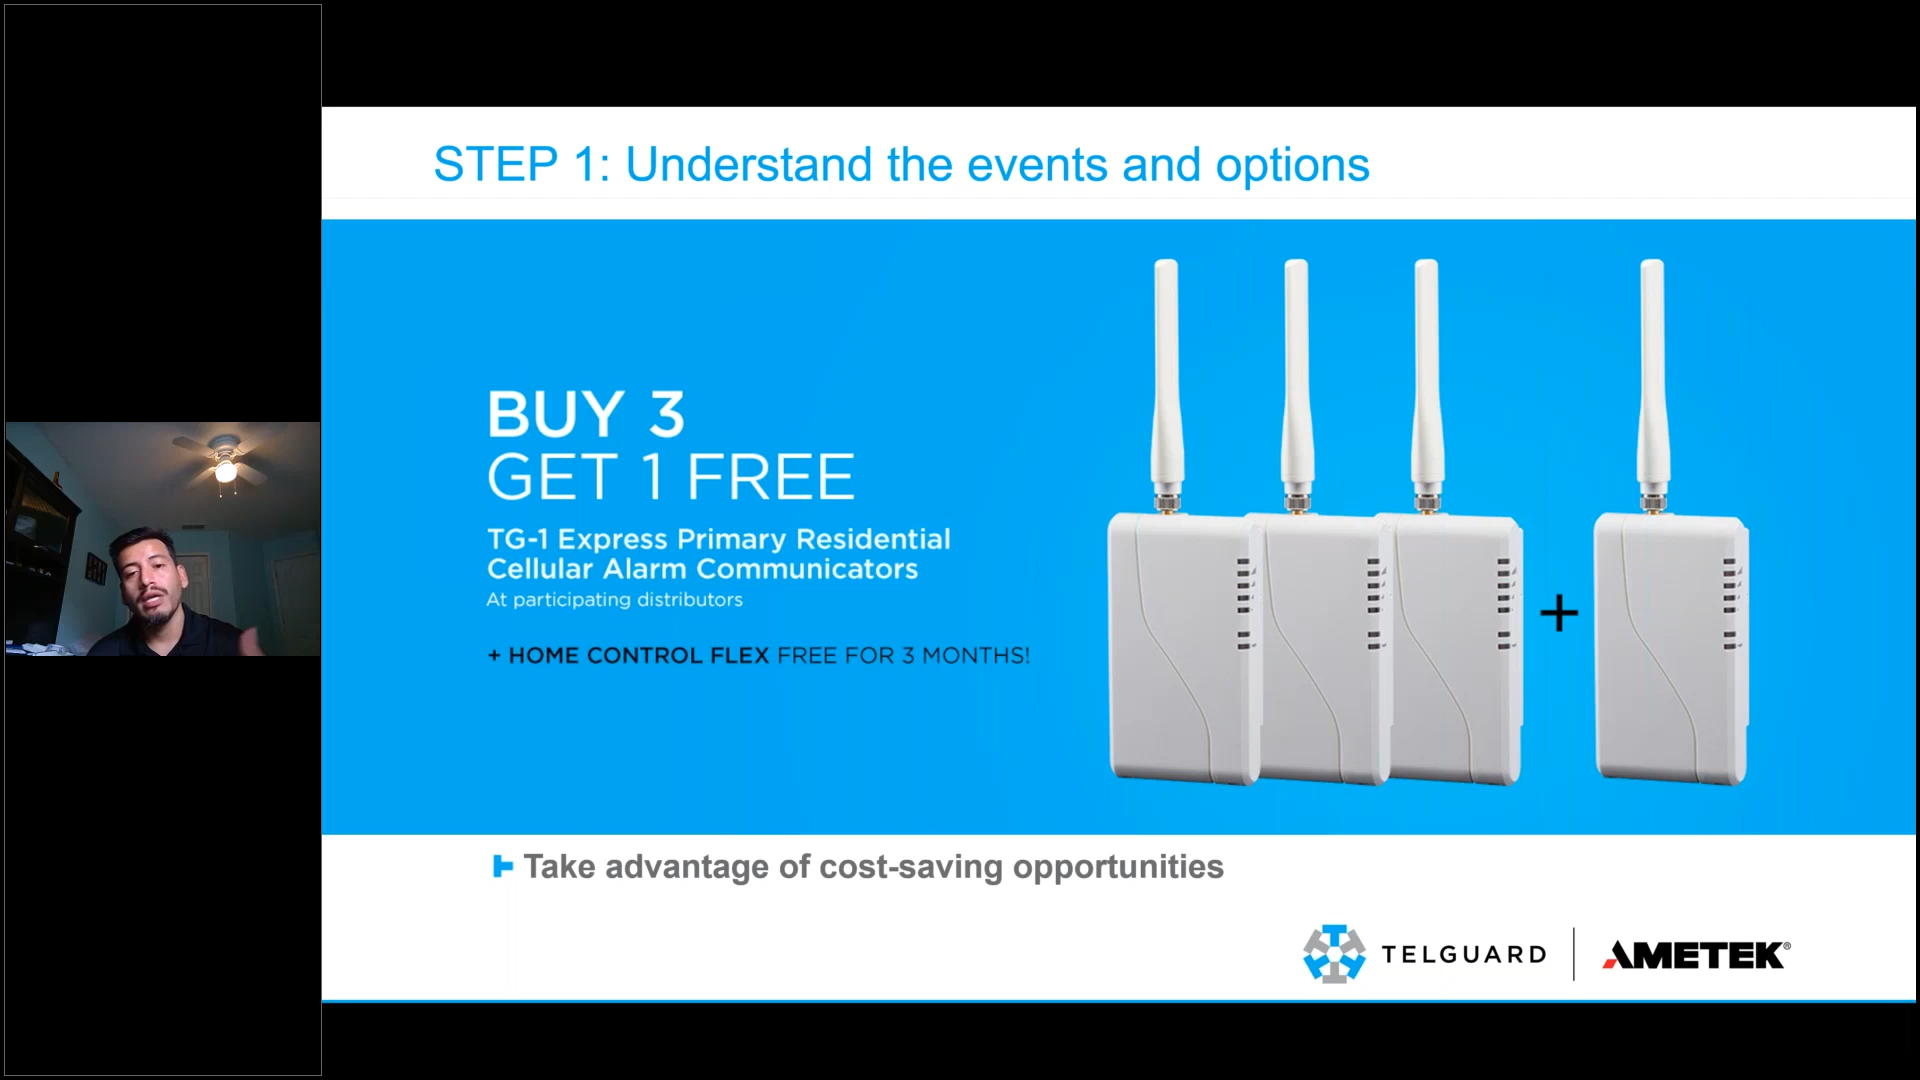 STEP 1: Understand the events and options
BUY 3
GET 1 FREE
TG-1 Express Primary Residential
Cellular Alarm Communicators
At participating distributors
+ HOME CONTROL FLEX FREE FOR 3 MONTHS!
+
Take advantage of cost-saving opportunities
TELGUARD
AMETEK®